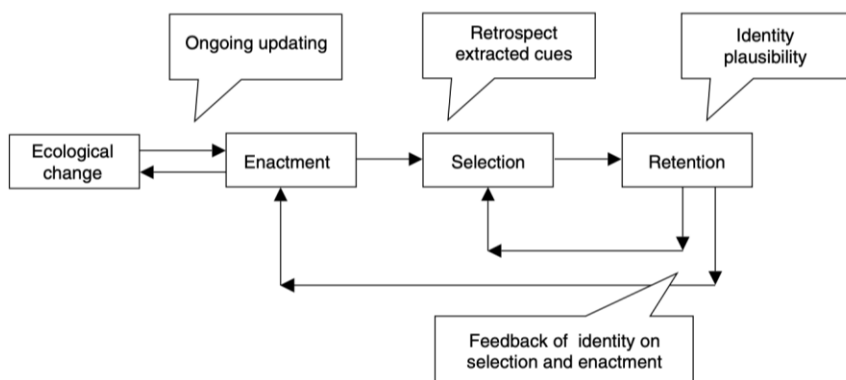 Ongoing updating
Retrospect
extracted cues
Identity
plausibility
Ecological
change
Enactment
Selection
Retention
Feedback of identity on
selection and enactment